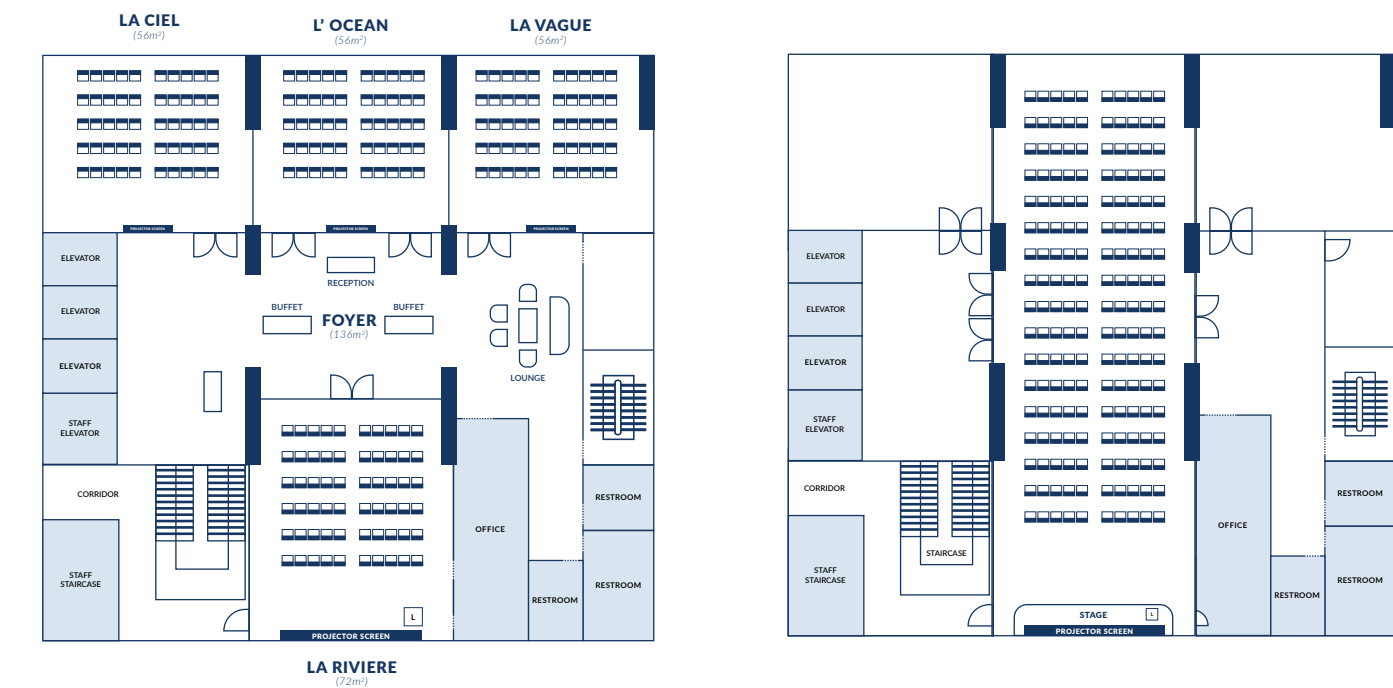 LA CIEL
(56m²)
L' OCEAN
(56m²)
LA VAGUE
(56m²)
PROJECTOR SCREEN
PROJECTOR SCREEN
PROJECTOR SCREEN
ELEVATOR
ELEVATOR
ELEVATOR
STAFF
ELEVATOR
RECEPTION
BUFFET
BUFFET
FOYER
(136m²)
LOUNGE
CORRIDOR
STAFF
STAIRCASE
OFFICE
RESTROOM
RESTROOM
RESTROOM
L
PROJECTOR SCREEN
LA RIVIERE
(72m²)
ELEVATOR
ELEVATOR
ELEVATOR
STAFF
ELEVATOR
CORRIDOR
STAIRCASE
STAFF
STAIRCASE
OFFICE
RESTROOM
RESTROOM
RESTROOM
STAGE
L
PROJECTOR SCREEN